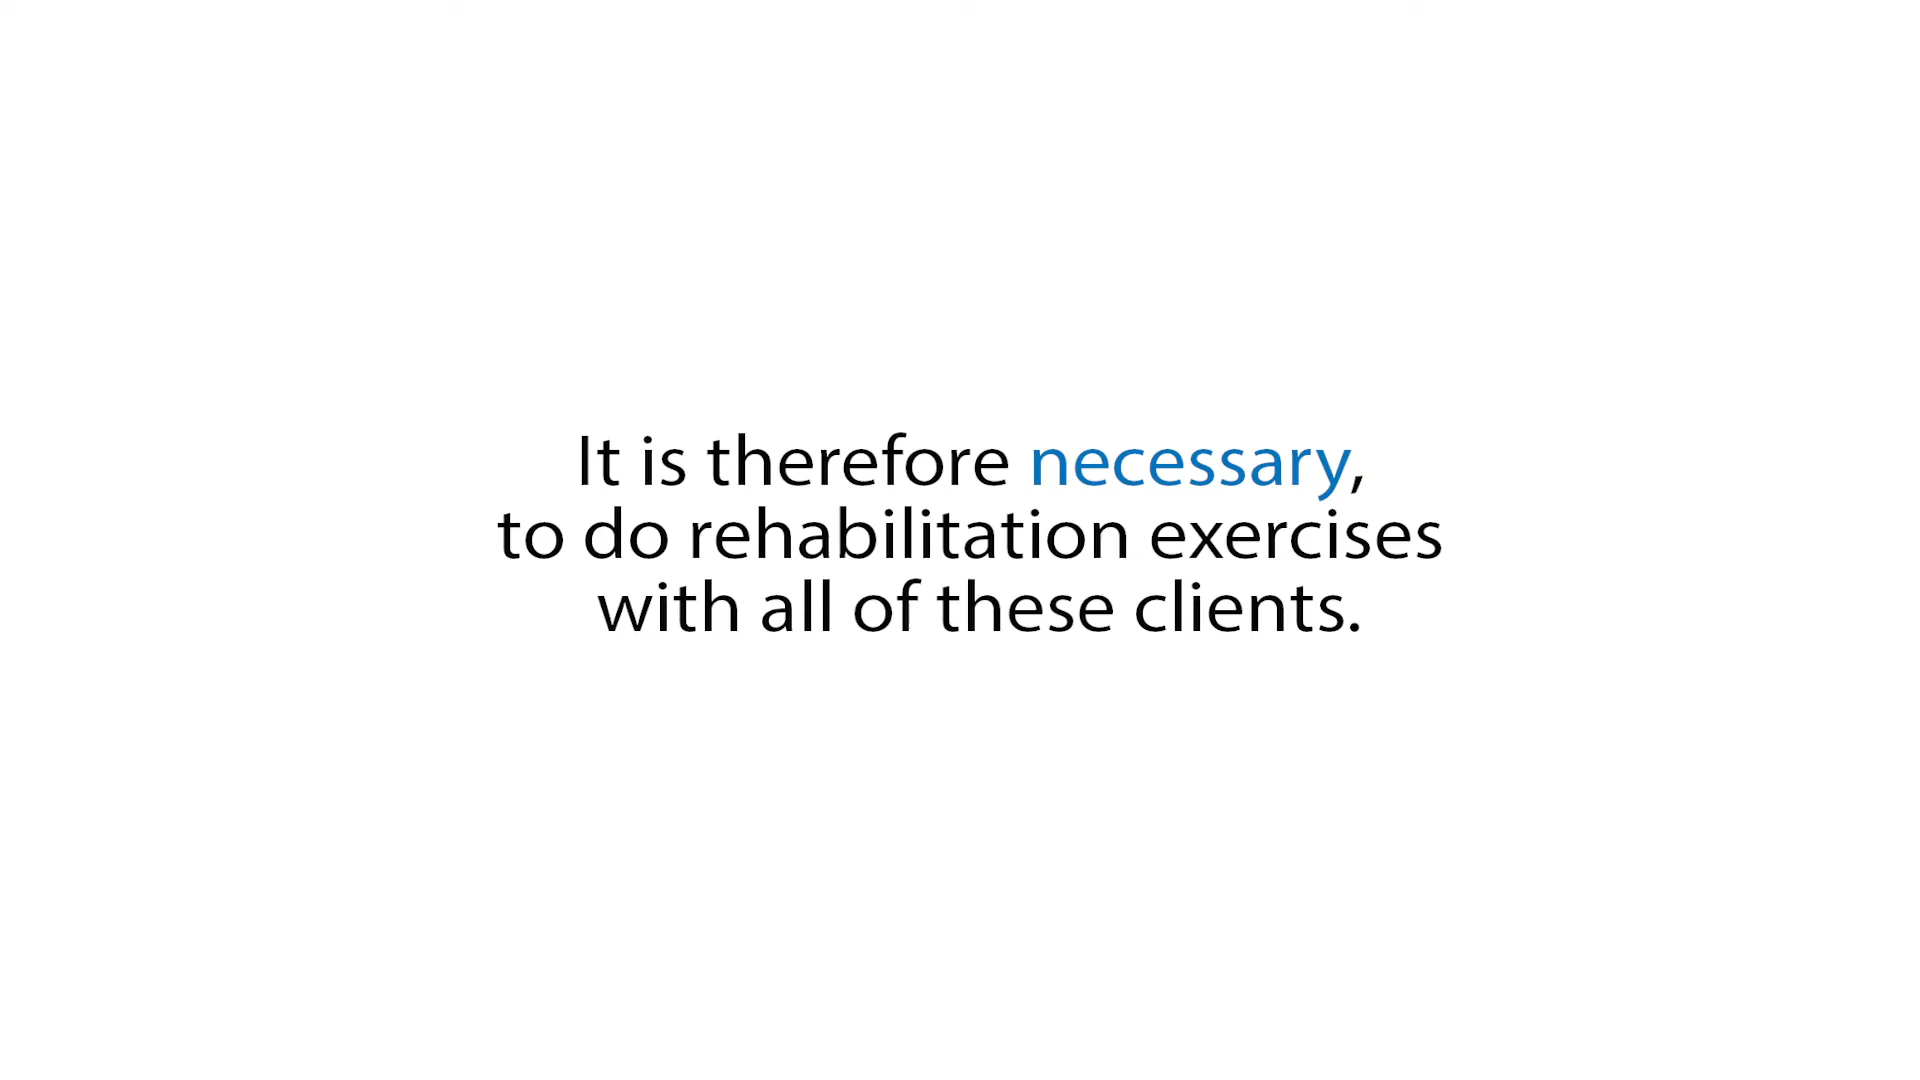 It is therefore necessary,
to do rehabilitation exercises
with all of these clients.